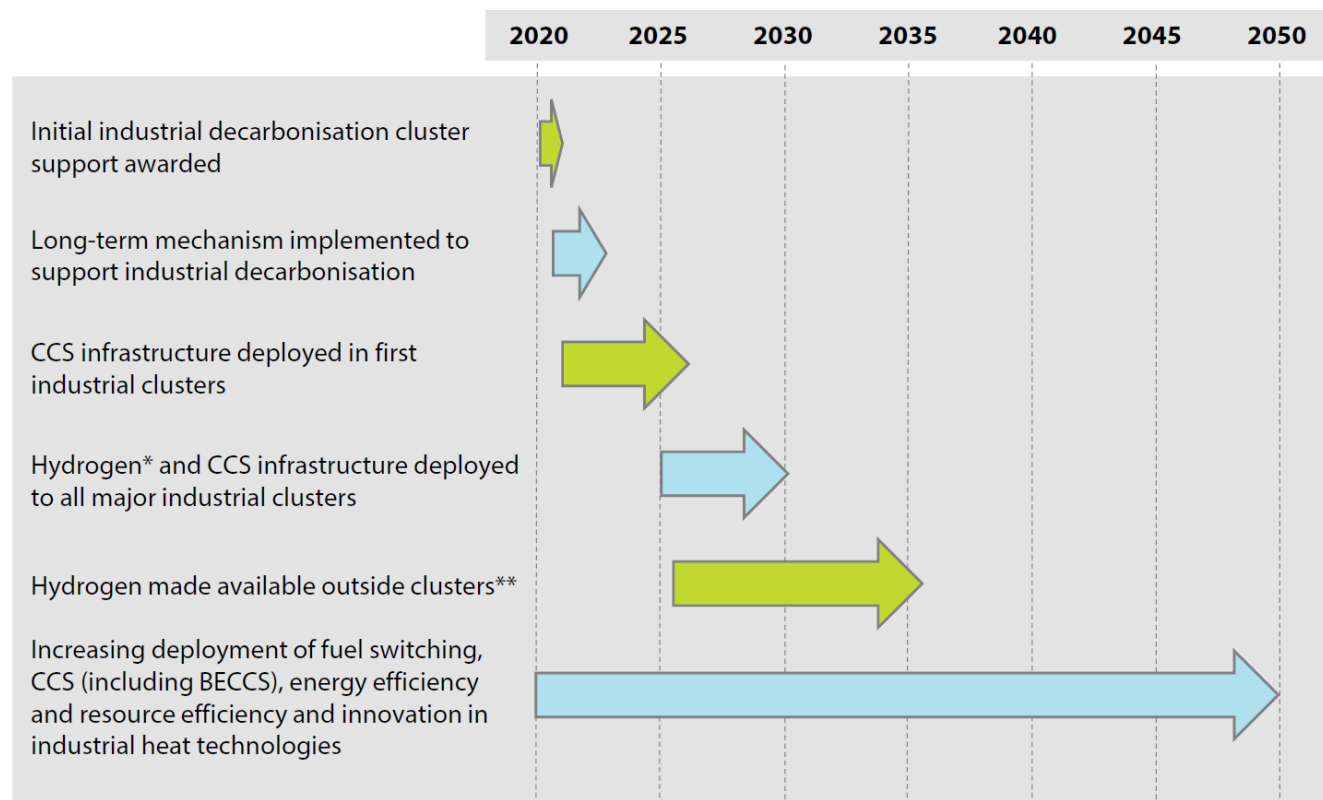 2020 2025 2030 2035 2040 2045 2050
Initial industrial decarbonisation cluster
support awarded
Long-term mechanism implemented to
support industrial decarbonisation
CCS infrastructure deployed in first
industrial clusters
Hydrogen* and CCS infrastructure deployed
to all major industrial clusters
Hydrogen made available outside clusters**
Increasing deployment of fuel switching,
CCS (including BECCS), energy efficiency
and resource efficiency and innovation in
industrial heat technologies